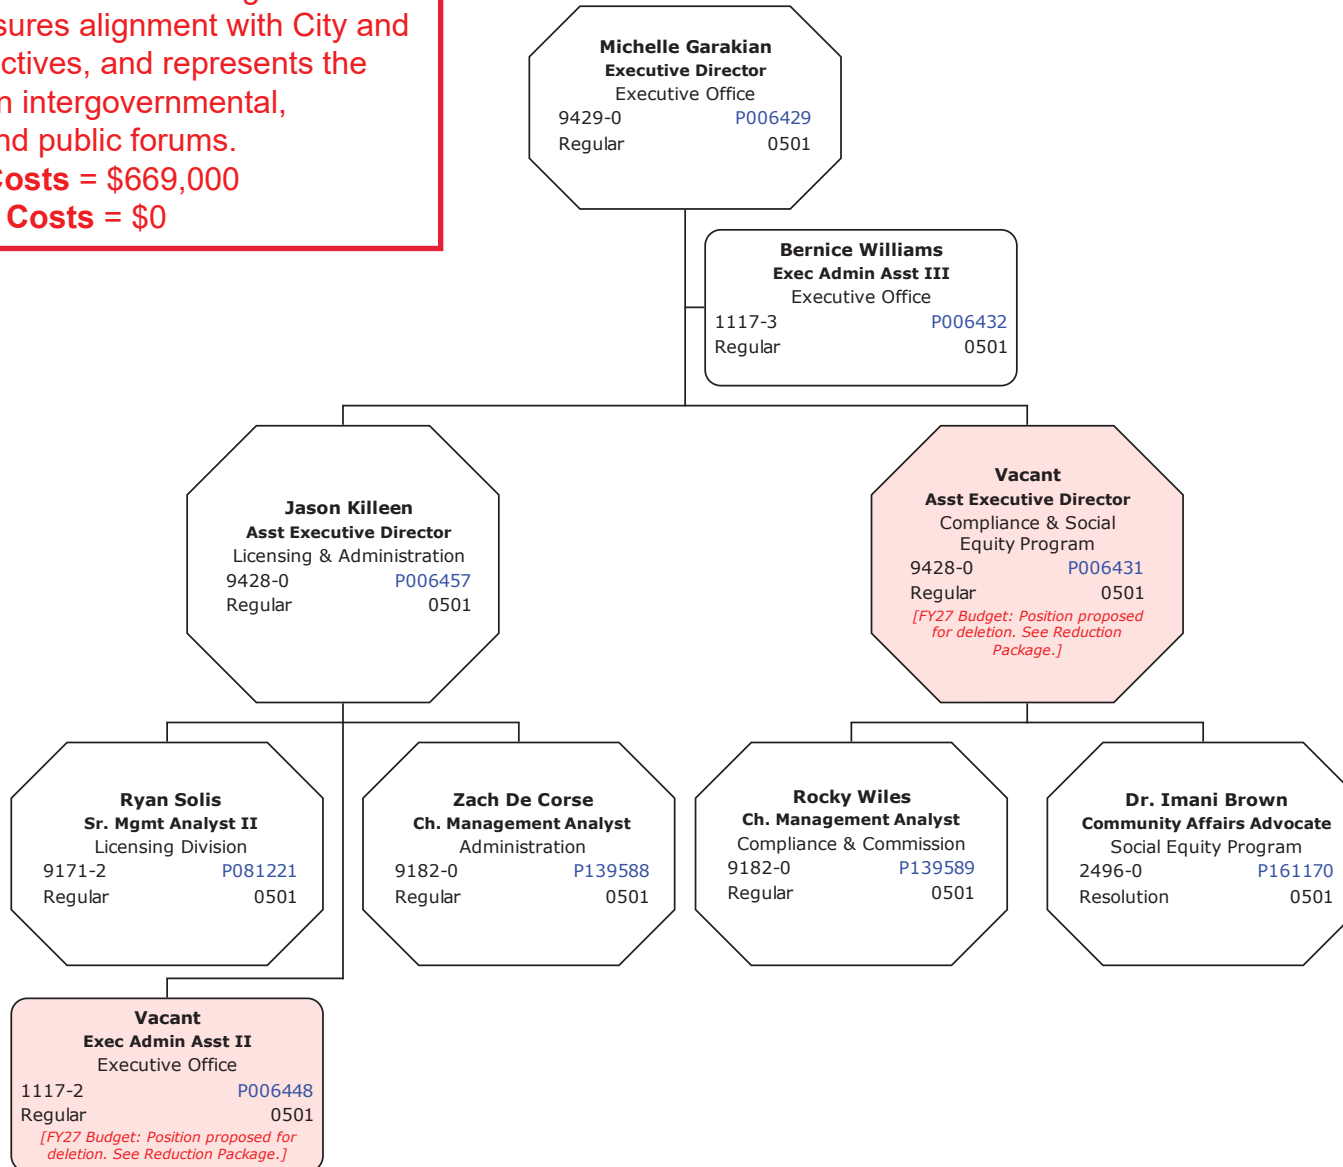 sures alignment with City and
ctives, and represents the
n intergovernmental,
nd public forums.
Costs = $669,000
Costs = $0
Michelle Garakian
Executive Director
Executive Office
9429-0 P006429
Regular 0501
Bernice Williams
Exec Admin Asst III
Executive Office
1117-3 P006432
Regular 0501
Jason Killeen
Asst Executive Director
Licensing & Administration
9428-0 P006457
Regular 0501
Vacant
Asst Executive Director
Compliance & Social
Equity Program
9428-0 P006431
Regular 0501
[FY27 Budget: Position proposed
for deletion. See Reduction
Package.]
Ryan Solis
Sr. Mgmt Analyst II
Licensing Division
9171-2 P081221
Regular 0501
Zach De Corse
Ch. Management Analyst
Administration
9182-0 P139588
Regular 0501
Rocky Wiles
Ch. Management Analyst
Compliance & Commission
9182-0 P139589
Regular 0501
Dr. Imani Brown
Community Affairs Advocate
Social Equity Program
2496-0 P161170
Resolution 0501
Vacant
Exec Admin Asst II
Executive Office
1117-2 P006448
Regular 0501
[FY27 Budget: Position proposed for
deletion. See Reduction Package.]